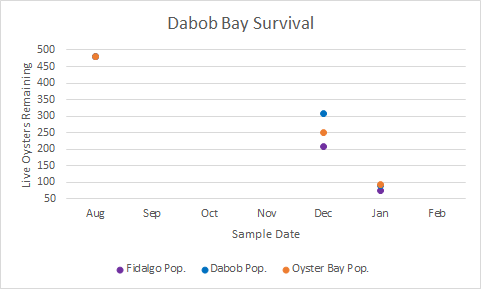 Dabob Bay Survival
500
450
400
350
300
250
200
150
100
50
Live Oysters Remaining
Aug Sep Oct Nov Dec Jan Feb
Sample Date
Fidalgo Pop. Dabob Pop. Oyster Bay Pop.